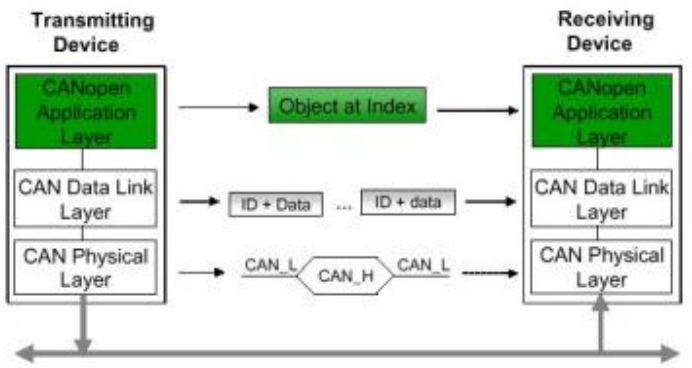 Transmitting
Device
Receiving
Device
CANopen
Application
Layer
Object at Index
CANopen
Application
Layer
CAN Data Link
Layer
ID + Data ... ID + data
CAN Data Link
Layer
CAN Physical
Layer
CAN_L CAN_H CAN_L
CAN Physical
Layer